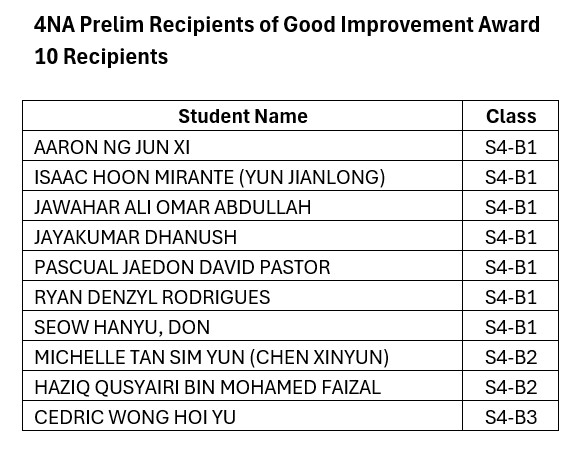 4NA Prelim Recipients of Good Improvement Award
10 Recipients
Student Name Class
AARON NG JUN XI S4-B1
ISAAC HOON MIRANTE (YUN JIANLONG) S4-B1
JAWAHAR ALI OMAR ABDULLAH S4-B1
JAYAKUMAR DHANUSH S4-B1
PASCUAL JAEDON DAVID PASTOR S4-B1
RYAN DENZYL RODRIGUES S4-B1
SEOW HANYU, DON S4-B1
MICHELLE TAN SIM YUN (CHEN XINYUN) S4-B2
HAZIQ QUSYAIRI BIN MOHAMED FAIZAL S4-B2
CEDRIC WONG HOI YU S4-B3